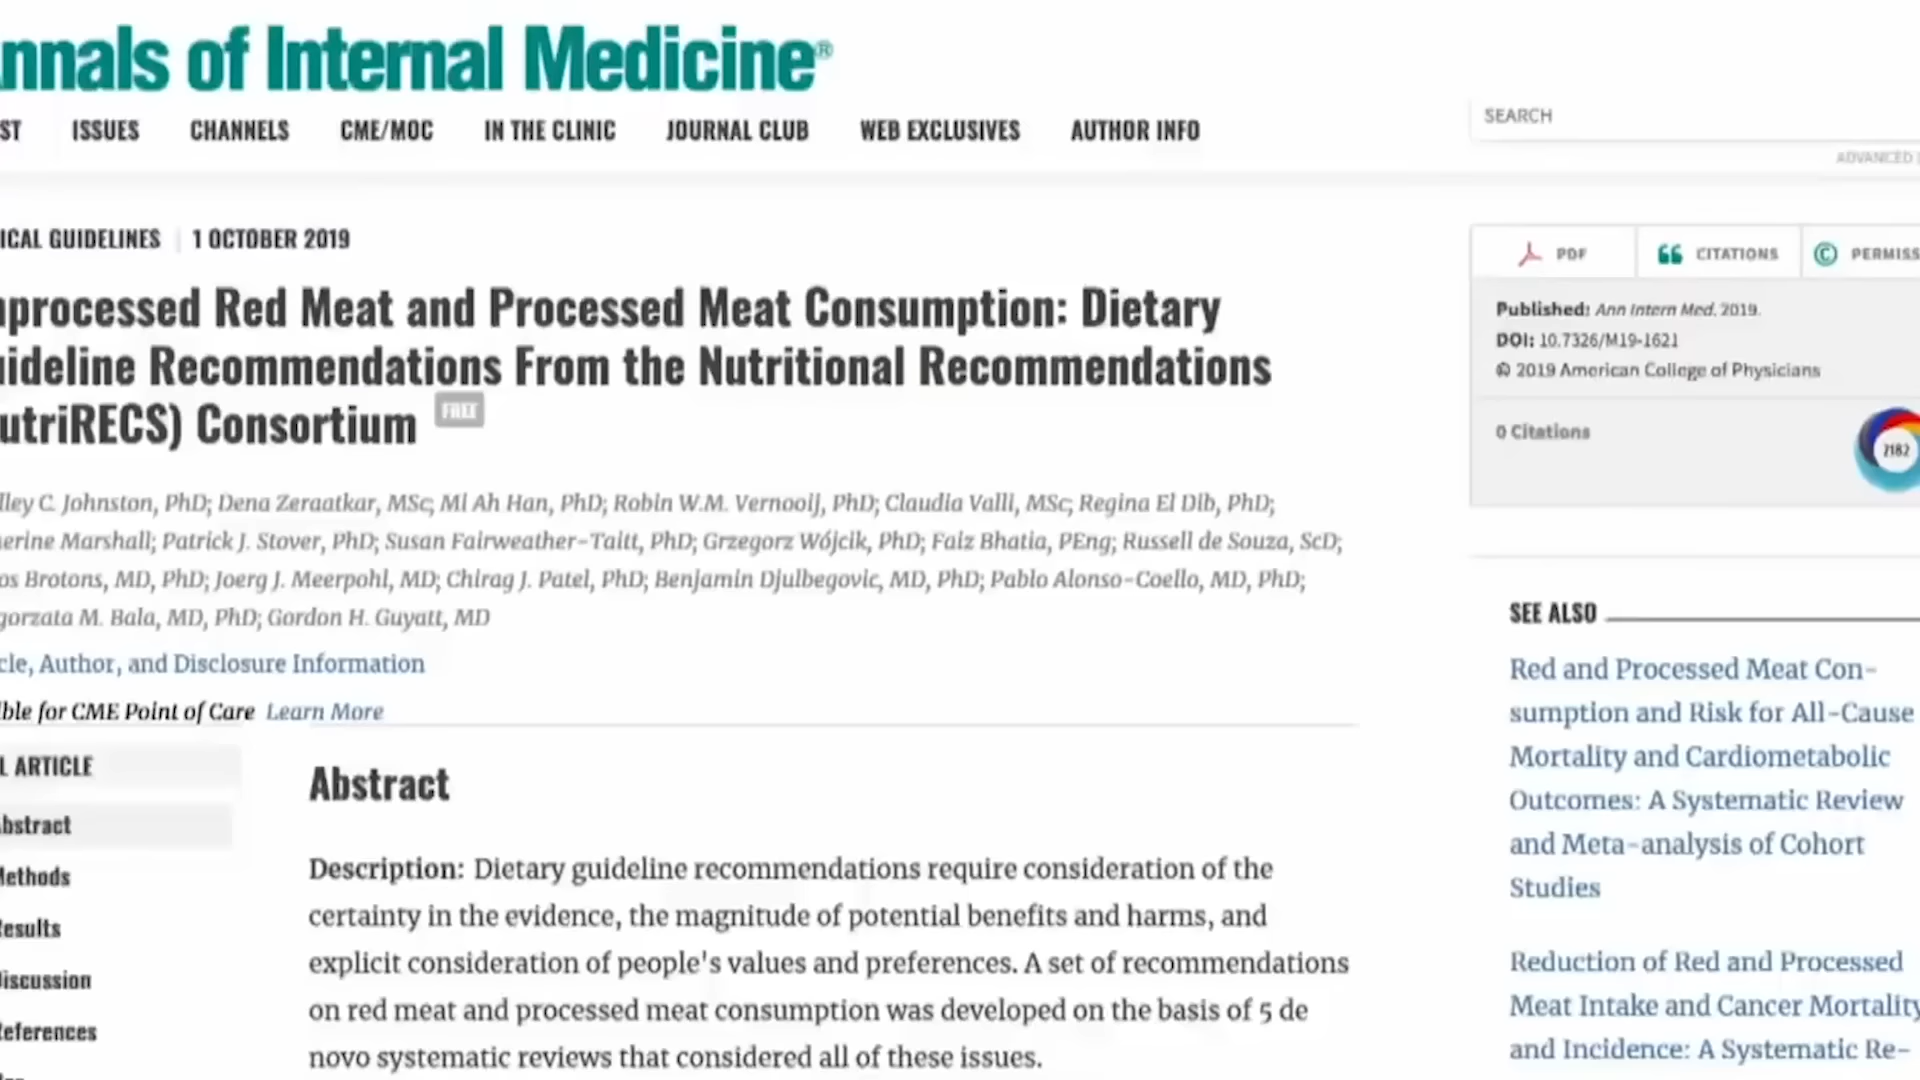 nnals of Internal Medicine®
ST ISSUES CHANNELS CME/MOC IN THE CLINIC JOURNAL CLUB WEB EXCLUSIVES AUTHOR INFO
SEARCH
ADVANCED
ICAL GUIDELINES | 1 OCTOBER 2019
nprocessed Red Meat and Processed Meat Consumption: Dietary
uideline Recommendations From the Nutritional Recommendations
utriRECS) Consortium FREE
lley C. Johnston, PhD; Dena Zeraatkar, MSc; Mi Ah Han, PhD; Robin W.M. Vernooij, PhD; Claudia Valli, MSc; Regina El Dib, PhD;
herine Marshall; Patrick J. Stover, PhD; Susan Fairweather-Taitt, PhD; Grzegorz Wójcik, PhD; Faiz Bhatia, PEng; Russell de Souza, ScD;
os Brotons, MD, PhD; Joerg J. Meerpohl, MD; Chirag J. Patel, PhD; Benjamin Djulbegovic, MD, PhD; Pablo Alonso-Coello, MD, PhD;
gorzata M. Bala, MD, PhD; Gordon H. Guyatt, MD
cle, Author, and Disclosure Information
ible for CME Point of Care Learn More
L ARTICLE
Abstract
Methods
Results
Discussion
References
Abstract
Description: Dietary guideline recommendations require consideration of the
certainty in the evidence, the magnitude of potential benefits and harms, and
explicit consideration of people's values and preferences. A set of recommendations
on red meat and processed meat consumption was developed on the basis of 5 de
novo systematic reviews that considered all of these issues.
PDF CITATIONS © PERMISS
Published: Ann Intern Med. 2019.
DOI: 10.7326/M19-1621
© 2019 American College of Physicians
0 Citations
2182
SEE ALSO
Red and Processed Meat Con-
sumption and Risk for All-Cause
Mortality and Cardiometabolic
Outcomes: A Systematic Review
and Meta-analysis of Cohort
Studies
Reduction of Red and Processed
Meat Intake and Cancer Mortality
and Incidence: A Systematic Re-